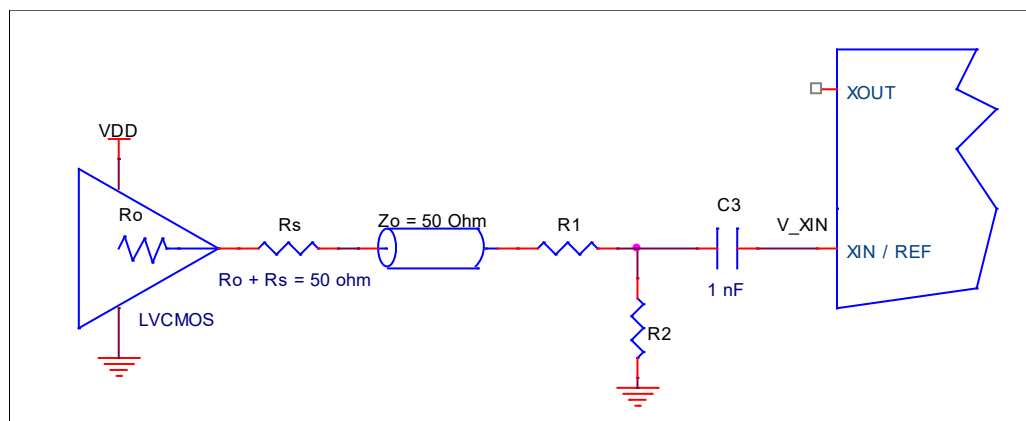 XOUT
VDD
Ro
Rs
Zo = 50 Ohm
R1
C3
V_XIN
XIN / REF
Ro + Rs = 50 ohm
1 nF
LVCMOS
R2